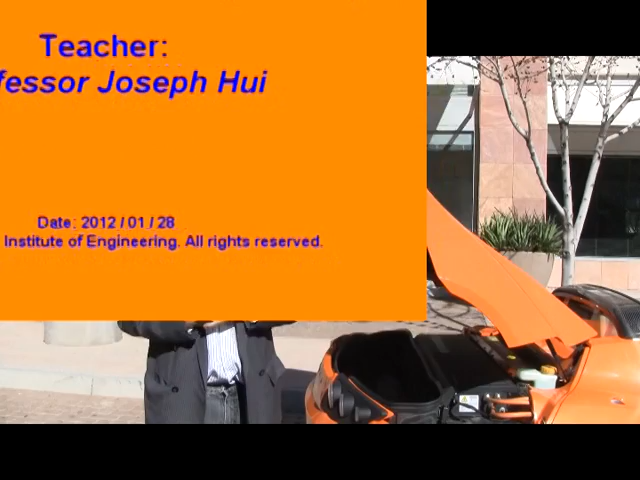 Teacher:
fessor Joseph Hui
Date: 2012 / 01 / 28
Institute of Engineering. All rights reserved.